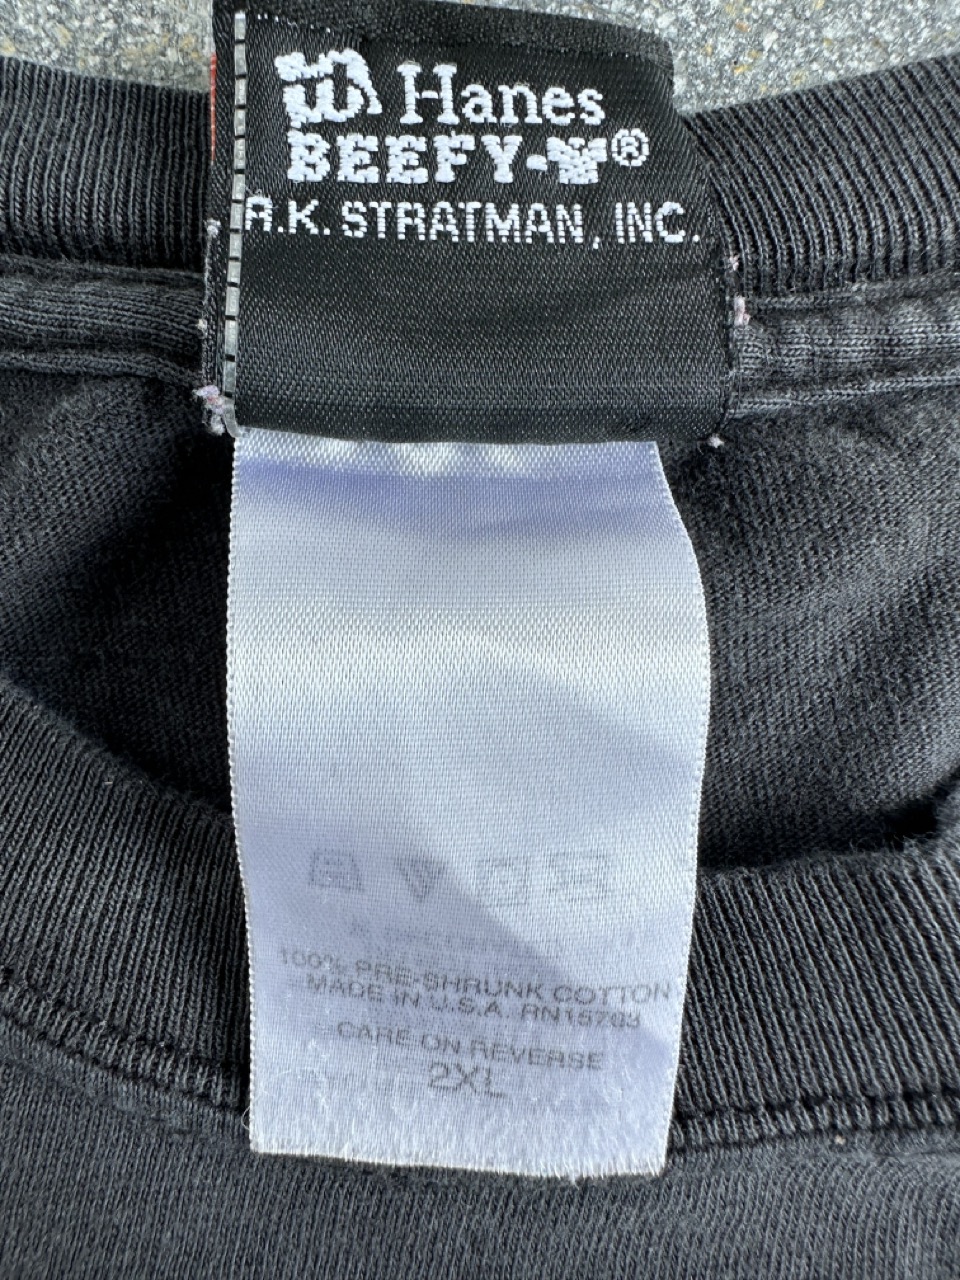 Hanes
BEEFY-T®
R.K. STRATMAN, INC.
100% PRE-SHRUNK COTTON
MADE IN U.S.A. RN15763
CARE ON REVERSE
2XL